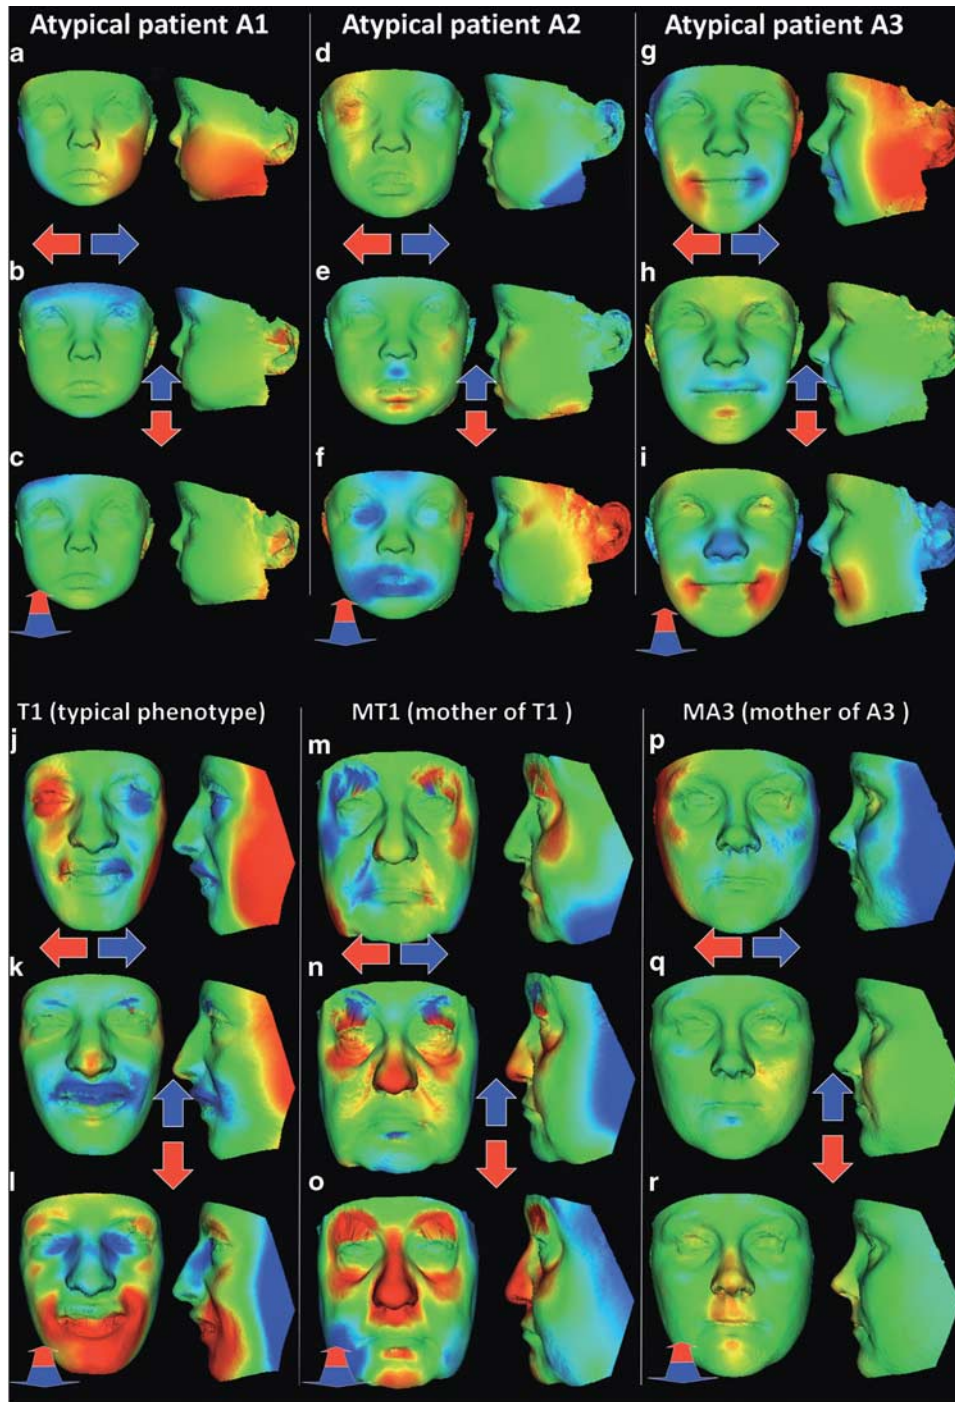 Atypical patient A1 Atypical patient A2 Atypical patient A3
a d g
b e h
c f i
T1 (typical phenotype) MT1 (mother of T1 ) MA3 (mother of A3 )
j m p
k n q
l o r